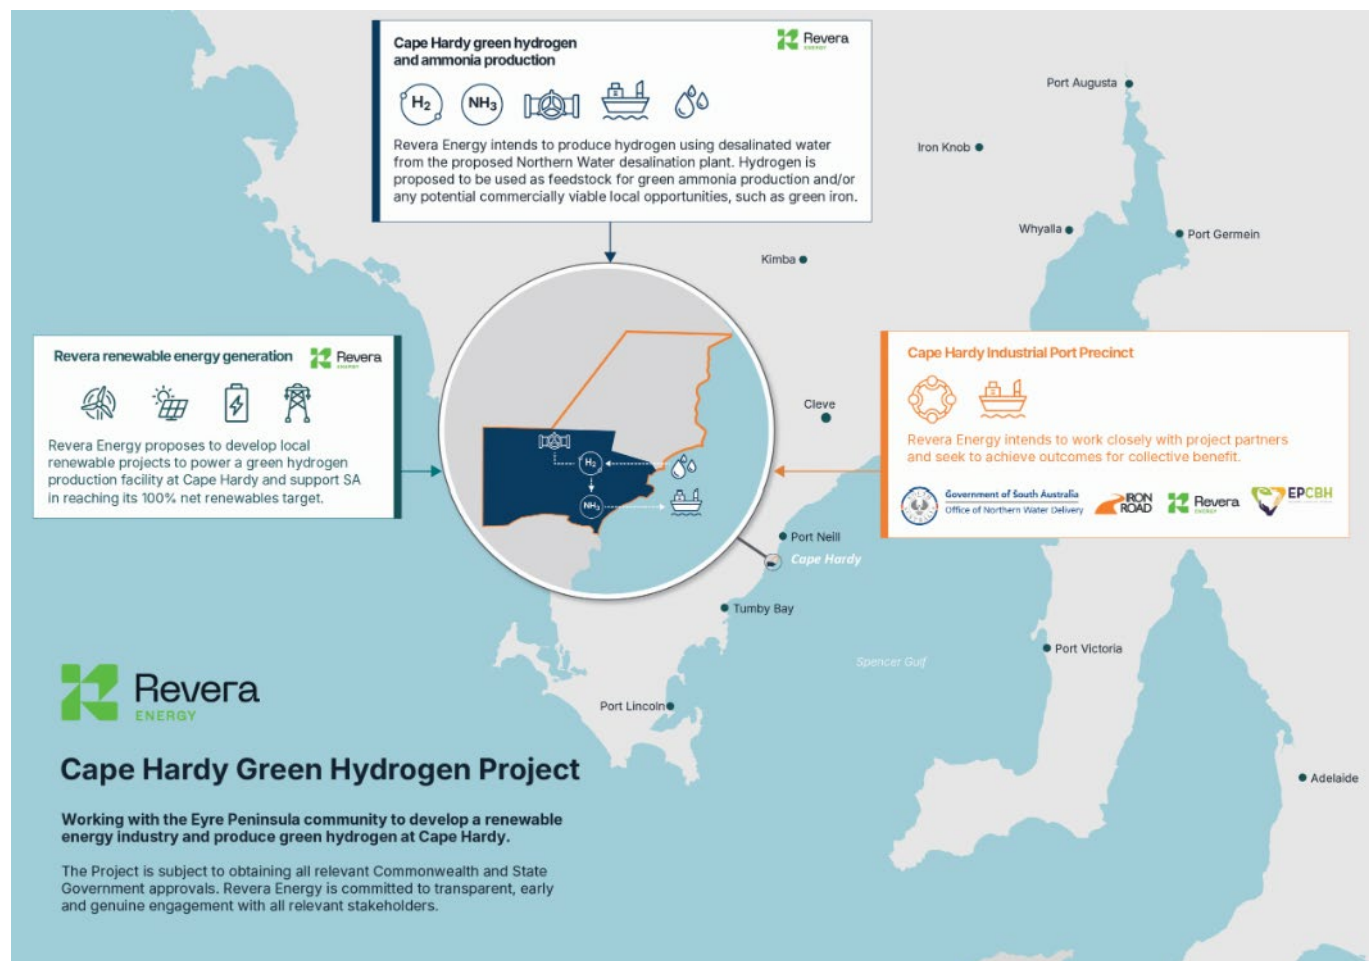 Cape Hardy green hydrogen
and ammonia production
Revera
ENERGY
H2
NH3
Revera Energy intends to produce hydrogen using desalinated water
from the proposed Northern Water desalination plant. Hydrogen is
proposed to be used as feedstock for green ammonia production and/or
any potential commercially viable local opportunities, such as green iron.
Port Augusta
Iron Knob
Whyalla
Port Germein
Kimba
Revera renewable energy generation
Revera
ENERGY
Revera Energy proposes to develop local
renewable projects to power a green hydrogen
production facility at Cape Hardy and support SA
in reaching its 100% net renewables target.
H2
NH3
Cleve
Cape Hardy Industrial Port Precinct
Revera Energy intends to work closely with project partners
and seek to achieve outcomes for collective benefit.
Government of South Australia
Office of Northern Water Delivery
IRON
ROAD
Revera
ENERGY
EPCBH
Port Neill
Cape Hardy
Tumby Bay
Spencer Gulf
Port Victoria
Port Lincoln
Adelaide
Revera
ENERGY
Cape Hardy Green Hydrogen Project
Working with the Eyre Peninsula community to develop a renewable
energy industry and produce green hydrogen at Cape Hardy.
The Project is subject to obtaining all relevant Commonwealth and State
Government approvals. Revera Energy is committed to transparent, early
and genuine engagement with all relevant stakeholders.